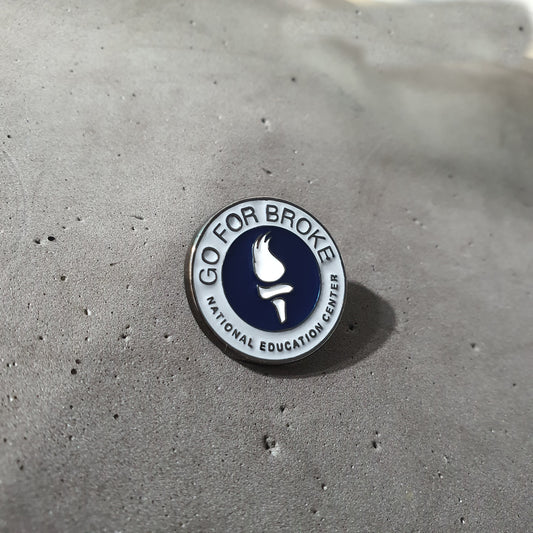 GO FOR BROKE
NATIONAL EDUCATION CENTER